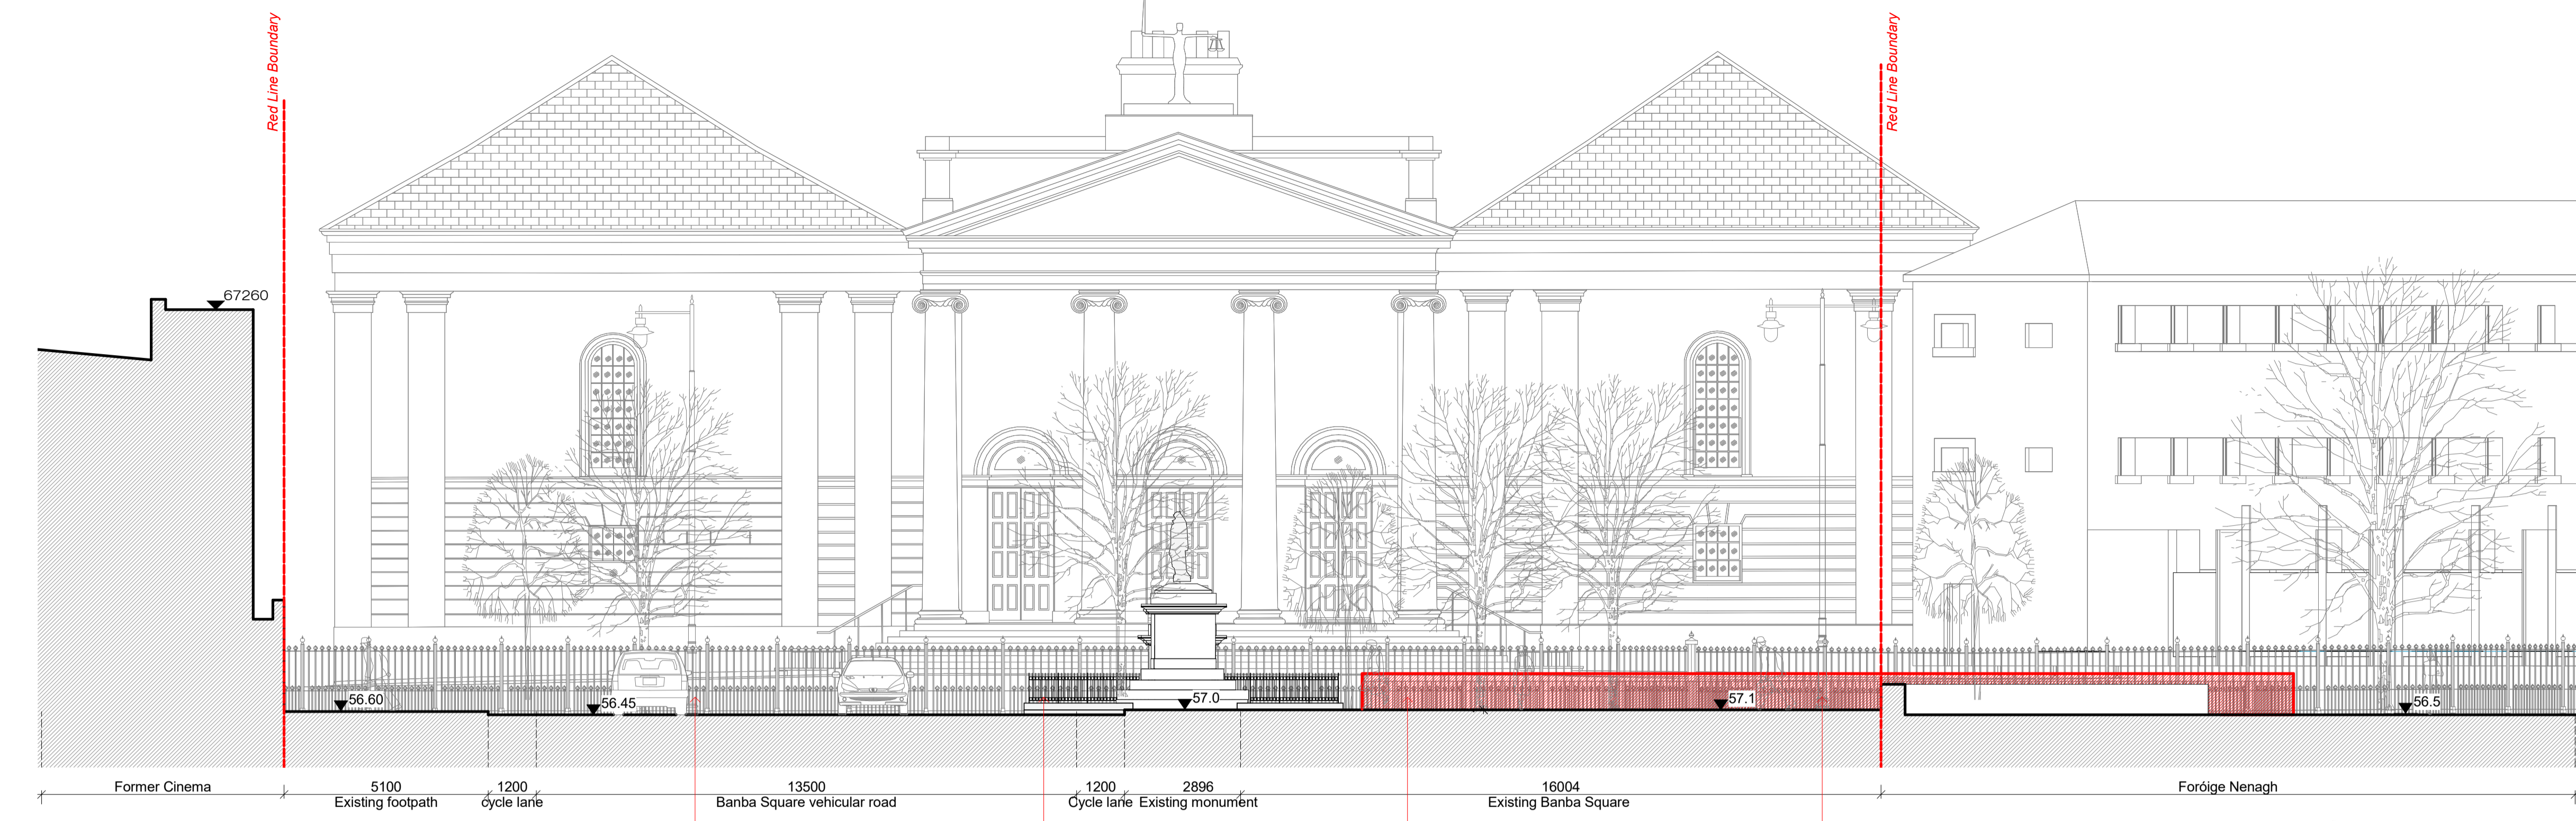 Red Line Boundary
Red Line Boundary
67260
56.60
56.45
57.0
57.1
56.5
Former Cinema
5100
Existing footpath
1200
cycle lane
13500
Banba Square vehicular road
1200
Cycle lane
2896
Existing monument
16004
Existing Banba Square
Foróige Nenagh